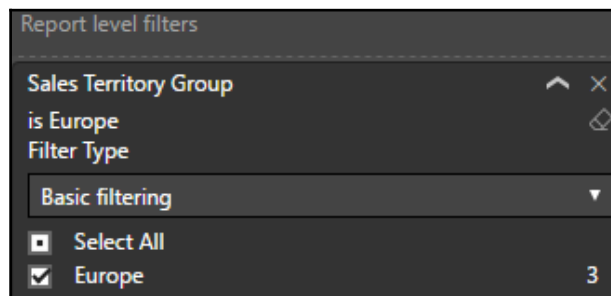 Report level filters
Sales Territory Group
is Europe
Filter Type
Basic filtering
Select All
Europe 3